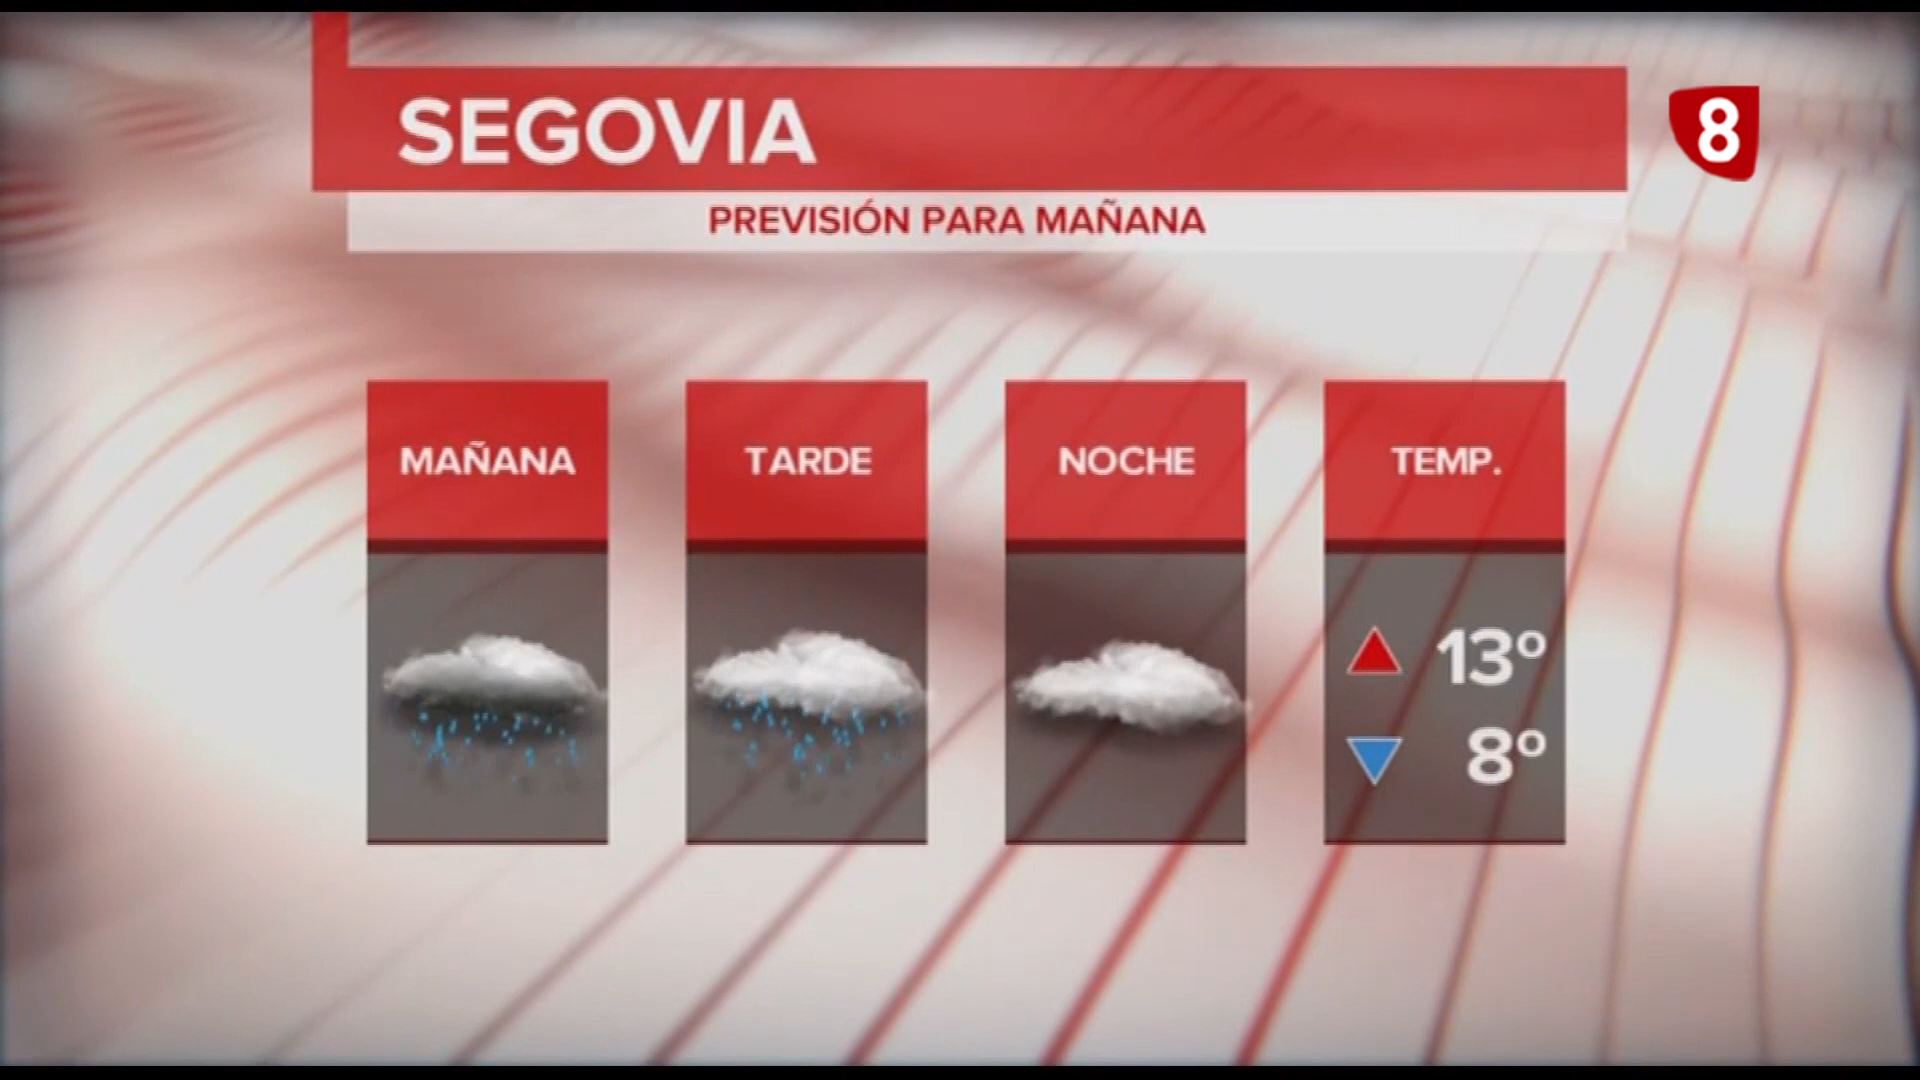 SEGOVIA
8
PREVISIÓN PARA MAÑANA
MAÑANA
TARDE
NOCHE
TEMP.
13º
8º